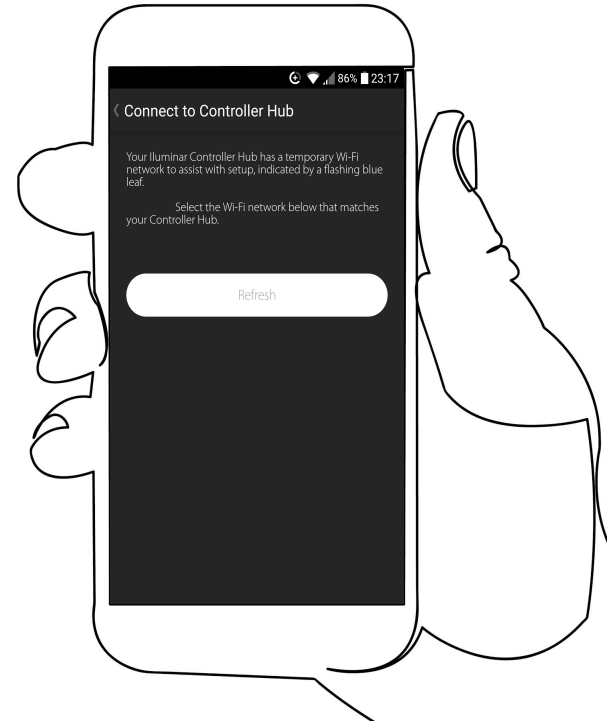 86% 23:17
Connect to Controller Hub
Your Iluminar Controller Hub has a temporary Wi-Fi
network to assist with setup, indicated by a flashing blue
leaf.
Select the Wi-Fi network below that matches
your Controller Hub.
Refresh